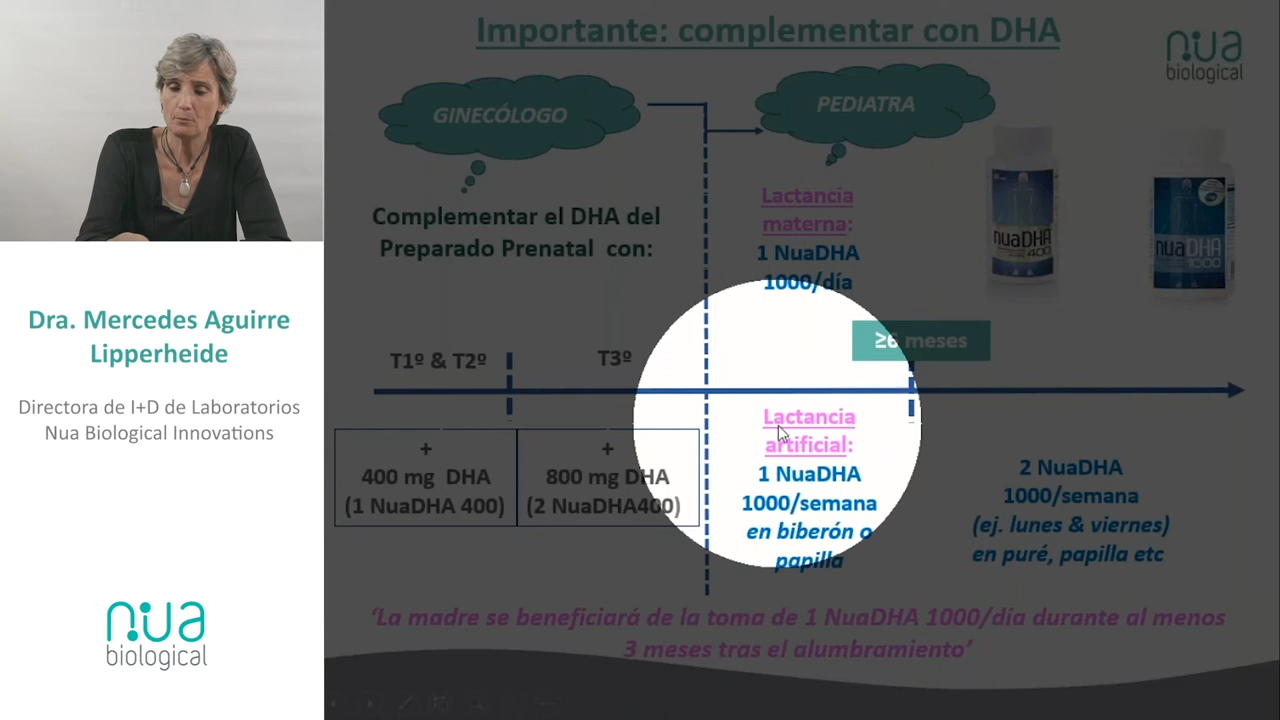 Importante: complementar con DHA
nua
biological
GINECÓLOGO
PEDIATRA
Complementar el DHA del
Preparado Prenatal con:
Lactancia
materna:
1 NuaDHA
1000/día
nuaDHA
400
nuaDHA
1000
≥6 meses
T1º & T2º
T3º
+
400 mg DHA
(1 NuaDHA 400)
+
800 mg DHA
(2 NuaDHA400)
Lactancia
artificial:
1 NuaDHA
1000/semana
en biberón o
papilla
2 NuaDHA
1000/semana
(ej. lunes & viernes)
en puré, papilla etc
‘La madre se beneficiará de la toma de 1 NuaDHA 1000/día durante al menos
3 meses tras el alumbramiento’
Dra. Mercedes Aguirre
Lipperheide
Directora de I+D de Laboratorios
Nua Biological Innovations
nua
biological